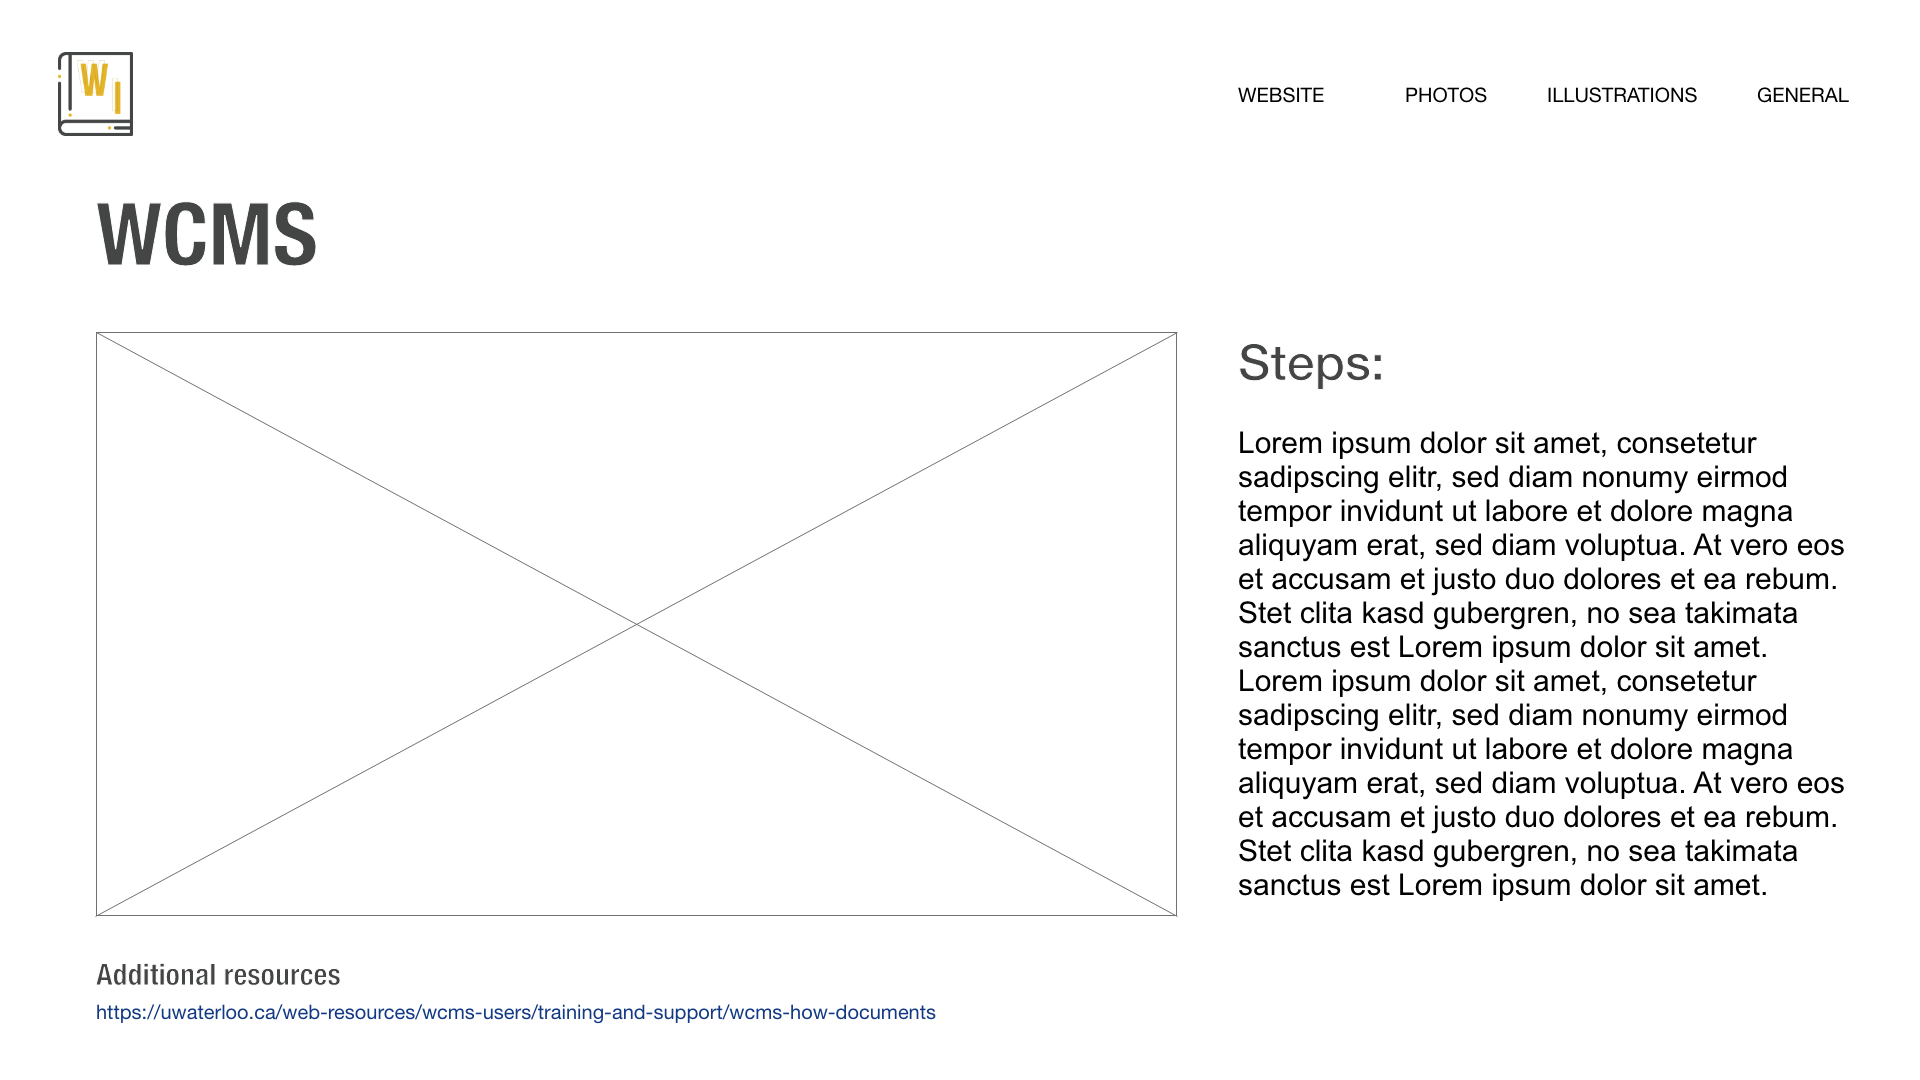 W
I
WEBSITE PHOTOS ILLUSTRATIONS GENERAL
WCMS
Steps:
Lorem ipsum dolor sit amet, consetetur
sadipscing elitr, sed diam nonumy eirmod
tempor invidunt ut labore et dolore magna
aliquyam erat, sed diam voluptua. At vero eos
et accusam et justo duo dolores et ea rebum.
Stet clita kasd gubergren, no sea takimata
sanctus est Lorem ipsum dolor sit amet.
Lorem ipsum dolor sit amet, consetetur
sadipscing elitr, sed diam nonumy eirmod
tempor invidunt ut labore et dolore magna
aliquyam erat, sed diam voluptua. At vero eos
et accusam et justo duo dolores et ea rebum.
Stet clita kasd gubergren, no sea takimata
sanctus est Lorem ipsum dolor sit amet.
Additional resources
https://uwaterloo.ca/web-resources/wcms-users/training-and-support/wcms-how-documents